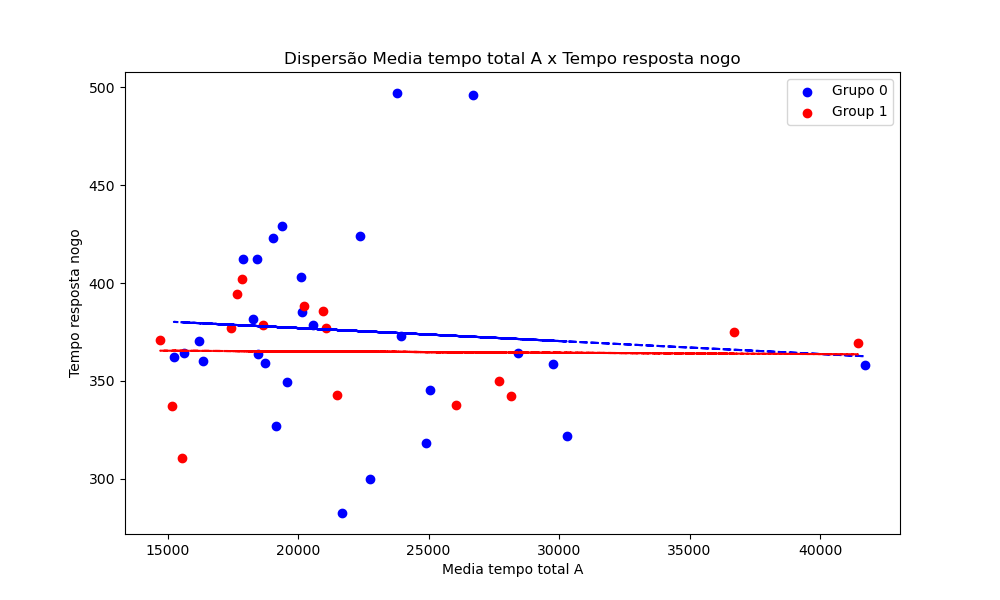 Dispersão Media tempo total A x Tempo resposta nogo
Grupo 0
Group 1
Tempo resposta nogo
500
450
400
350
300
15000 20000 25000 30000 35000 40000
Media tempo total A